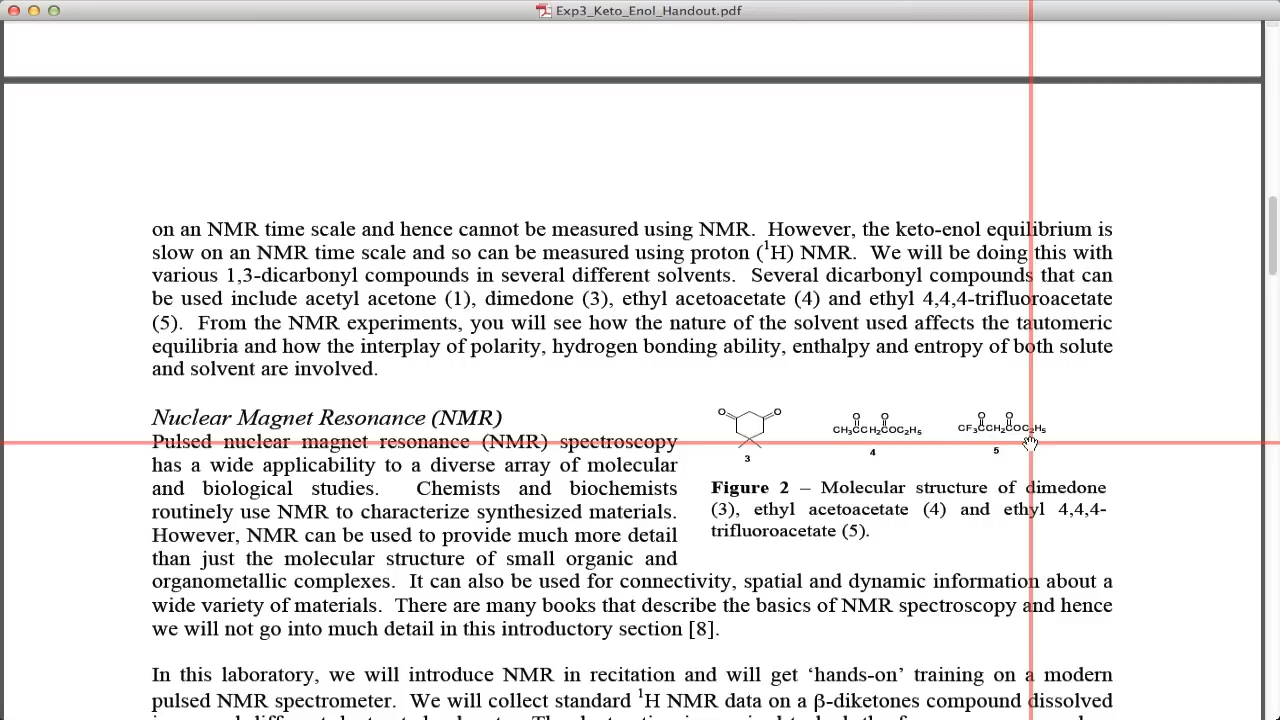 Exp3_Keto_Enol_Handout.pdf
on an NMR time scale and hence cannot be measured using NMR. However, the keto-enol equilibrium is
slow on an NMR time scale and so can be measured using proton (¹H) NMR. We will be doing this with
various 1,3-dicarbonyl compounds in several different solvents. Several dicarbonyl compounds that can
be used include acetyl acetone (1), dimedone (3), ethyl acetoacetate (4) and ethyl 4,4,4-trifluoroacetate
(5). From the NMR experiments, you will see how the nature of the solvent used affects the tautomeric
equilibria and how the interplay of polarity, hydrogen bonding ability, enthalpy and entropy of both solute
and solvent are involved.
Nuclear Magnet Resonance (NMR)
Pulsed nuclear magnet resonance (NMR) spectroscopy
has a wide applicability to a diverse array of molecular
and biological studies. Chemists and biochemists
routinely use NMR to characterize synthesized materials.
However, NMR can be used to provide much more detail
than just the molecular structure of small organic and
organometallic complexes. It can also be used for connectivity, spatial and dynamic information about a
wide variety of materials. There are many books that describe the basics of NMR spectroscopy and hence
we will not go into much detail in this introductory section [8].
O O
O O
O O
CH₃CCH₂COC₂H₅
CF₃CCH₂COC₂H₅
3 4 5
Figure 2 – Molecular structure of dimedone
(3), ethyl acetoacetate (4) and ethyl 4,4,4-
trifluoroacetate (5).
In this laboratory, we will introduce NMR in recitation and will get ‘hands-on’ training on a modern
pulsed NMR spectrometer. We will collect standard ¹H NMR data on a β-diketones compound dissolved